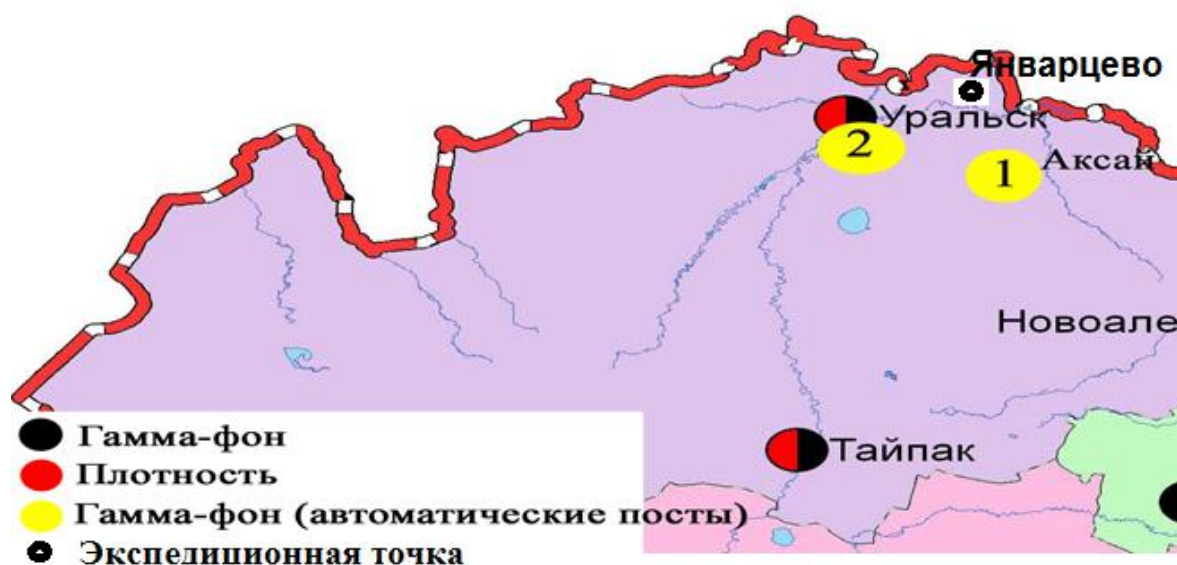 Январцево
Уральск
2
1
Аксай
Новоале
Тайпак
Гамма-фон
Плотность
Гамма-фон (автоматические посты)
Экспедиционная точка